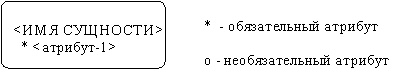 <ИМЯ СУЩНОСТИ>
* <атрибут-1>
* - обязательный атрибут
о - необязательный атрибут